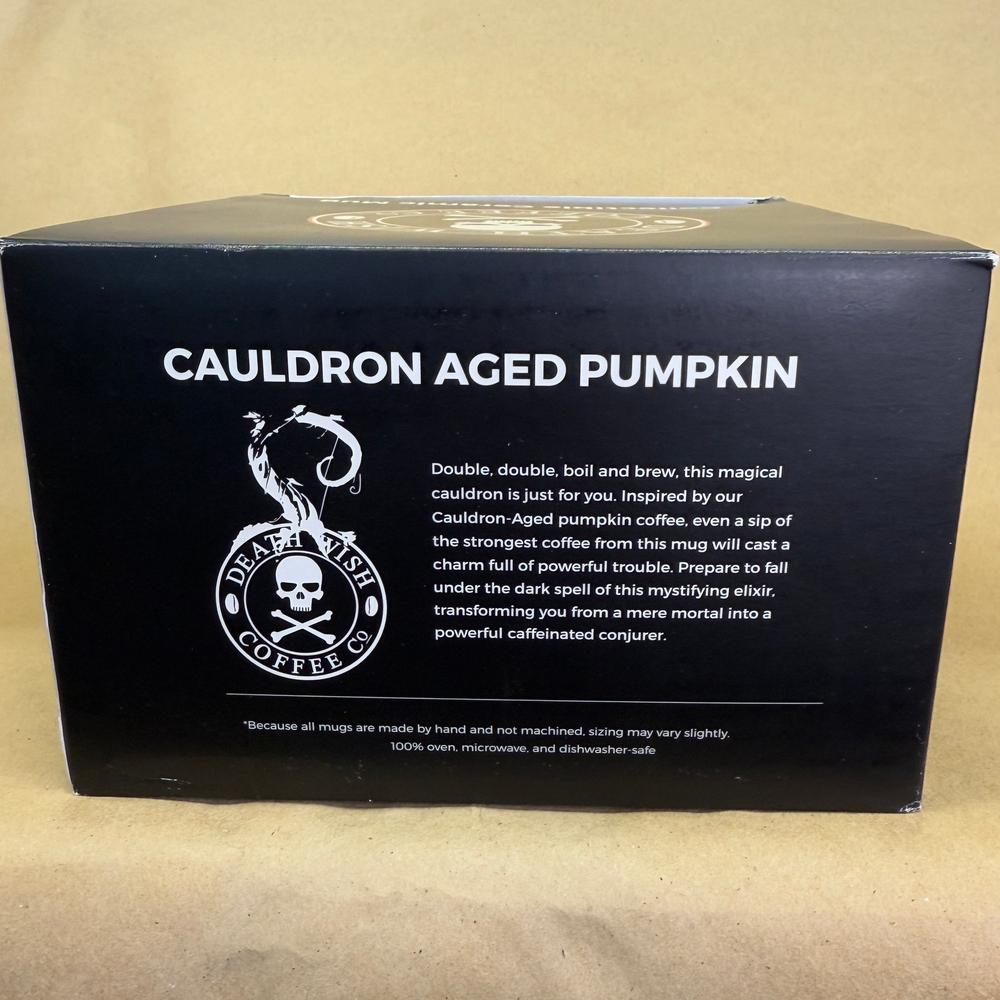 CAULDRON AGED PUMPKIN
DEATH WISH
COFFEE CO
Double, double, boil and brew, this magical
cauldron is just for you. Inspired by our
Cauldron-Aged pumpkin coffee, even a sip of
the strongest coffee from this mug will cast a
charm full of powerful trouble. Prepare to fall
under the dark spell of this mystifying elixir,
transforming you from a mere mortal into a
powerful caffeinated conjurer.
*Because all mugs are made by hand and not machined, sizing may vary slightly.
100% oven, microwave, and dishwasher-safe